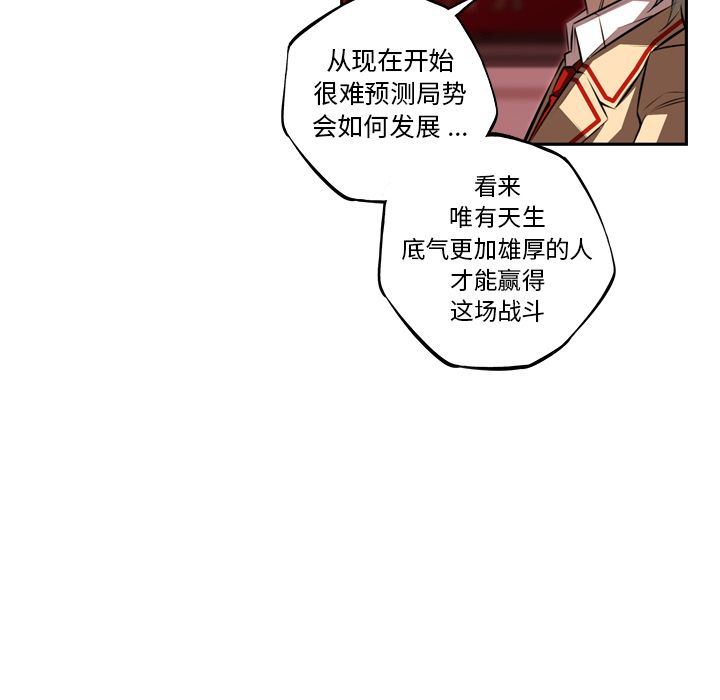 从现在开始
很难预测局势
会如何发展 ...
看来
唯有天生
底气更加雄厚的人
才能赢得
这场战斗